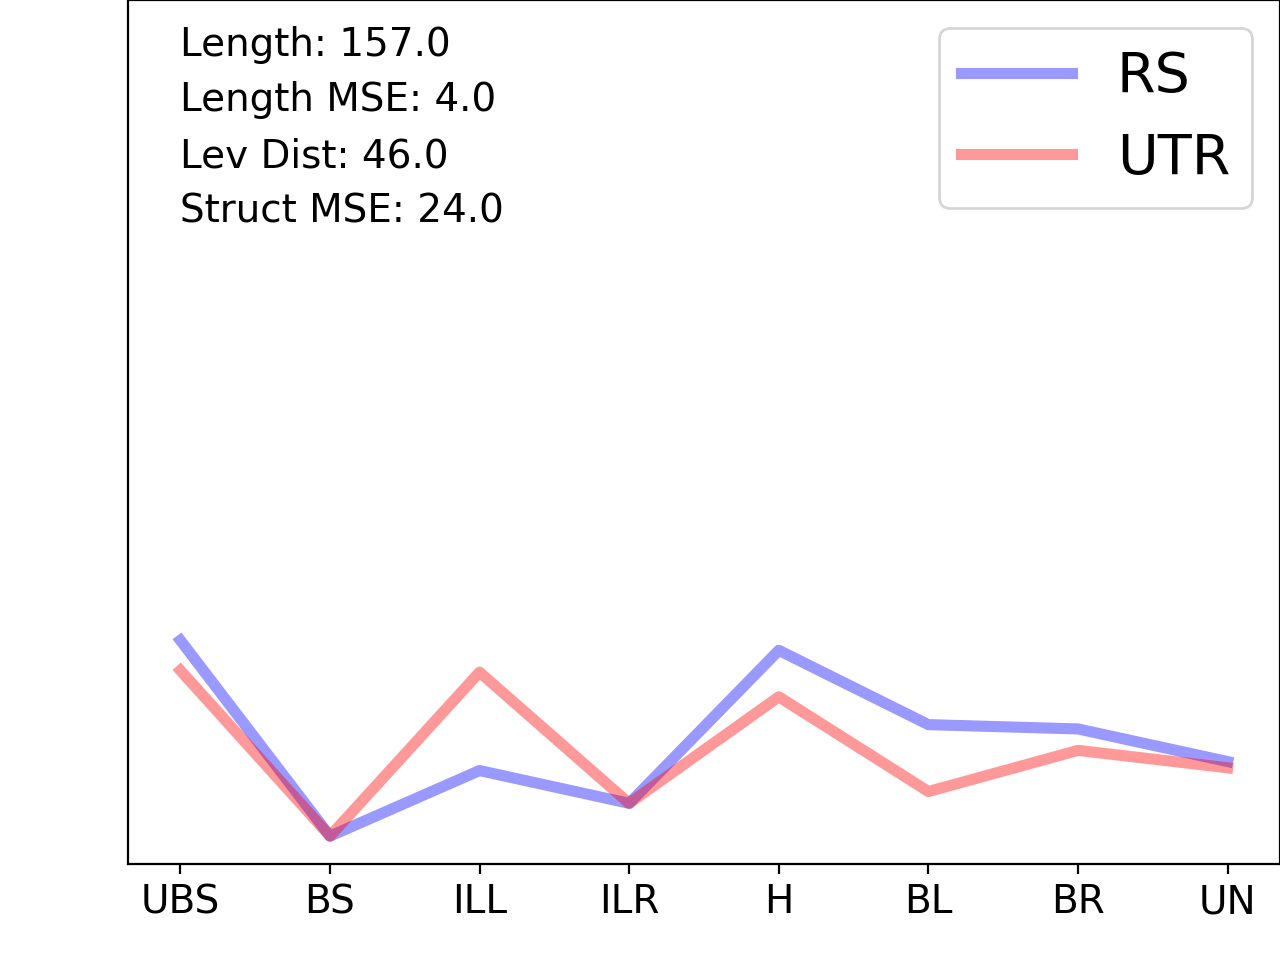 Length: 157.0
Length MSE: 4.0
Lev Dist: 46.0
Struct MSE: 24.0
RS
UTR
UBS BS ILL ILR H BL BR UN